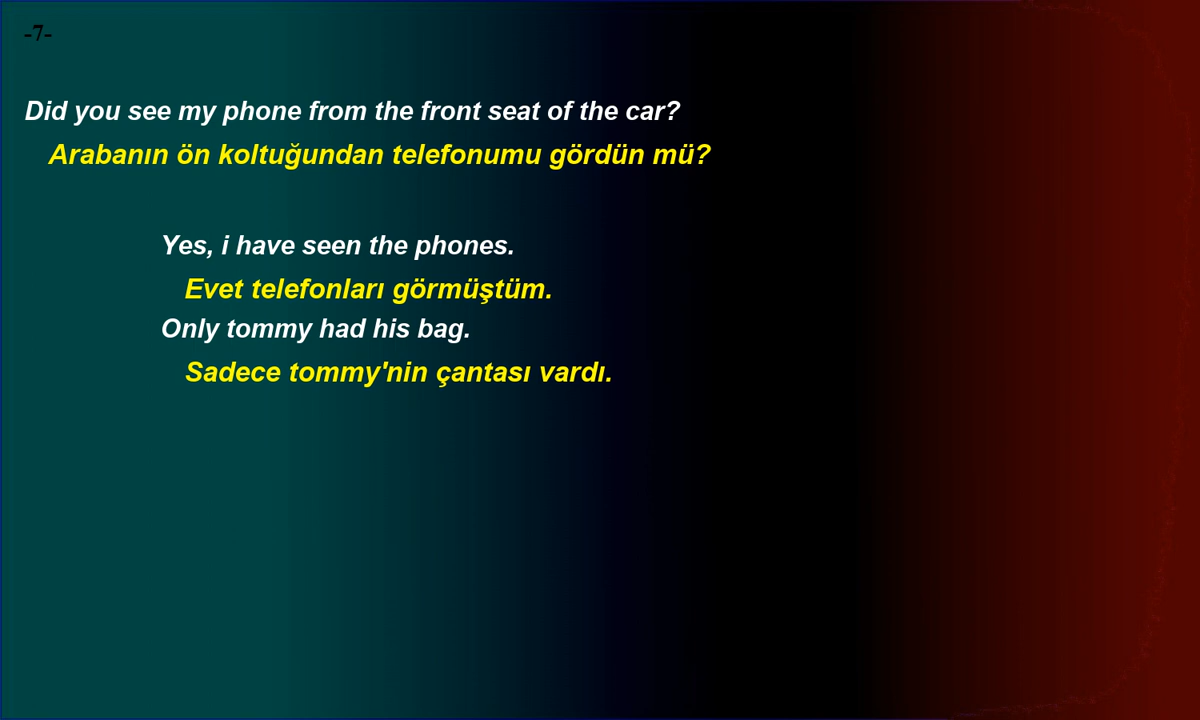 -7-
Did you see my phone from the front seat of the car?
Arabanın ön koltuğundan telefonumu gördün mü?
Yes, i have seen the phones.
Evet telefonları görmüştüm.
Only tommy had his bag.
Sadece tommy'nin çantası vardı.